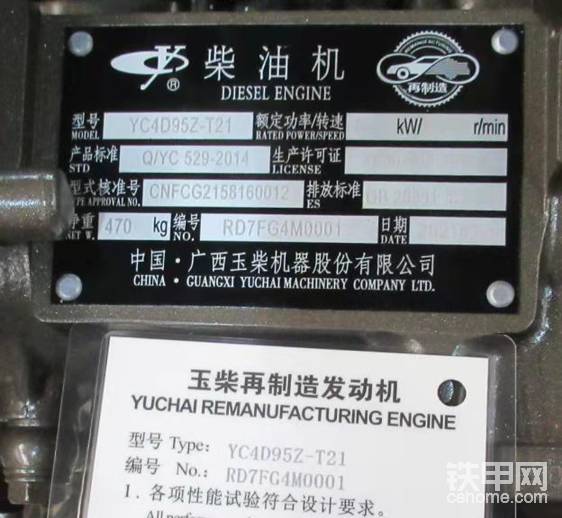 柴油机
DIESEL ENGINE
REMANUFACTURING
再制造
型号 YC4D95Z-T21 额定功率/转速 kW/ r/min
MODEL RATED POWER/SPEED
产品标准 Q/YC 529-2014 生产许可证
STD LICENSE
型式核准号 CNFCG2158160012 排放标准
TYPE APPROVAL NO. ES
净重 470 kg 编号 RD7FG4M0001 日期
NET W. NO. DATE
中国·广西玉柴机器股份有限公司
CHINA · GUANGXI YUCHAI MACHINERY COMPANY LTD.
玉柴再制造发动机
YUCHAI REMANUFACTURING ENGINE
型号 Type: YC4D95Z-T21
编号 No.: RD7FG4M0001
1. 各项性能试验符合设计要求。
铁甲网
cehome.com